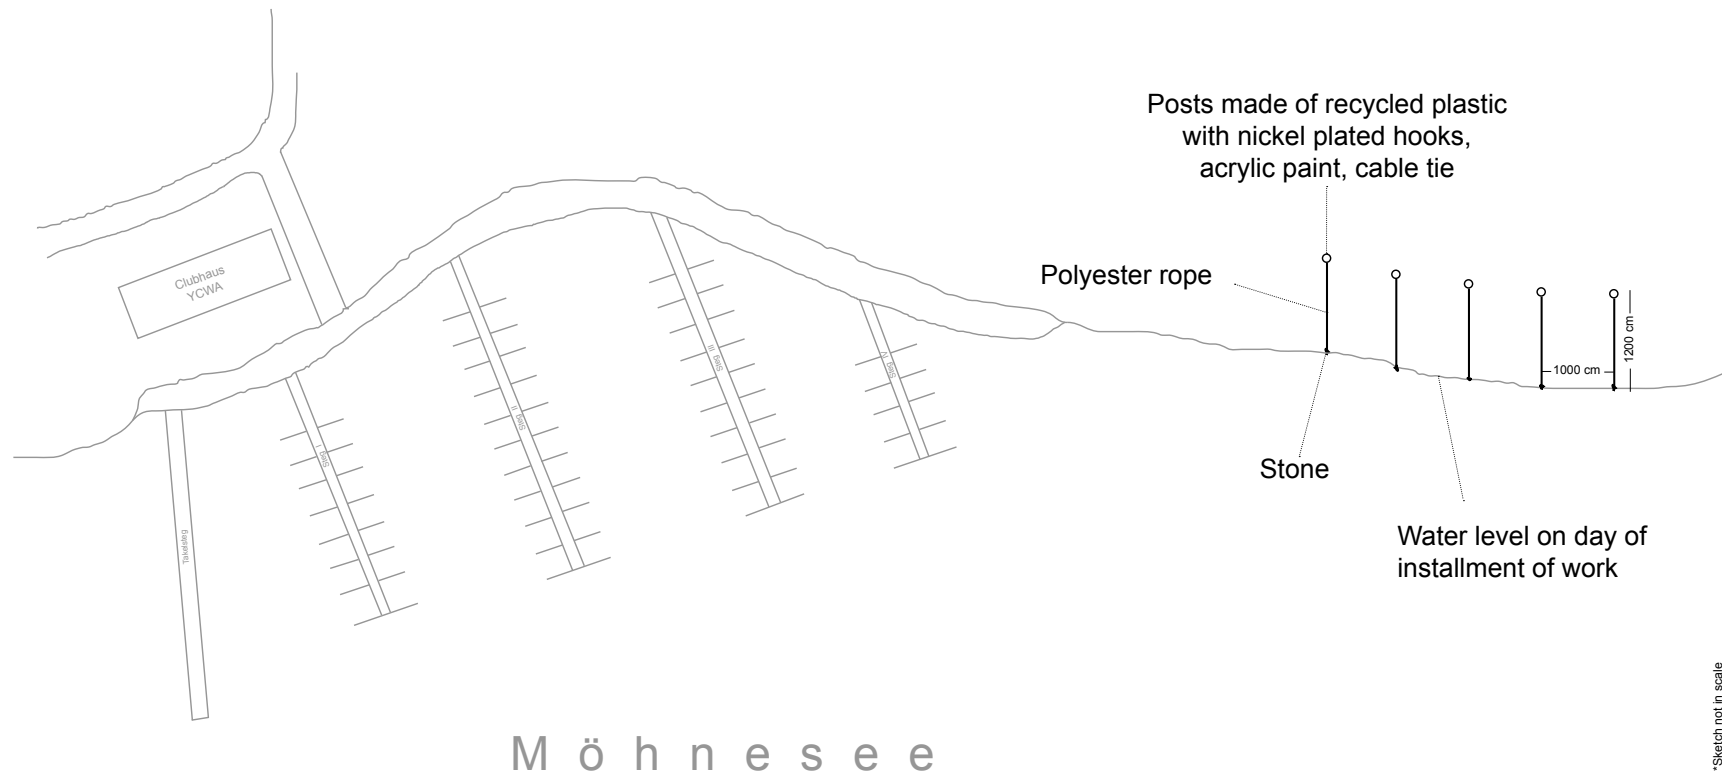 Posts made of recycled plastic
with nickel plated hooks,
acrylic paint, cable tie
Polyester rope
Clubhaus
YCWA
1200 cm
1000 cm
Steg III
Steg IV
Steg II
Steg I
Stone
Takelsteg
Water level on day of
installment of work
*Sketch not in scale
Möhnesee